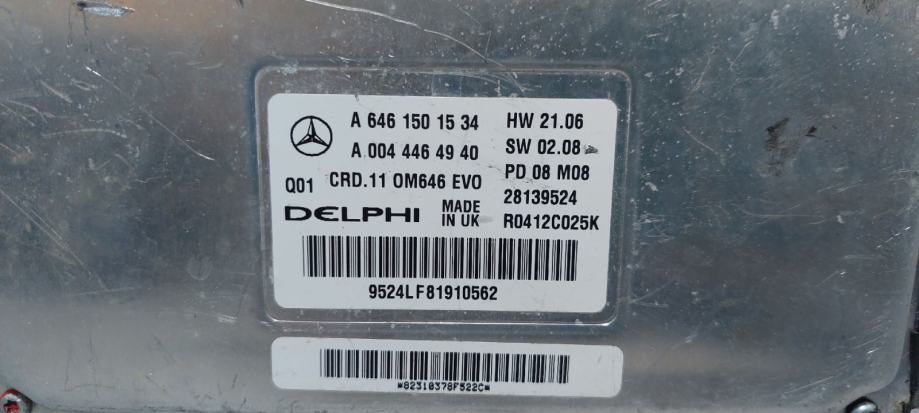 A 646 150 15 34 HW 21.06
A 004 446 49 40 SW 02.08
Q01 CRD.11 OM646 EVO PD 08 M08
28139524
DELPHI MADE IN UK R0412C025K
9524LF81910562
*82310378F522C*